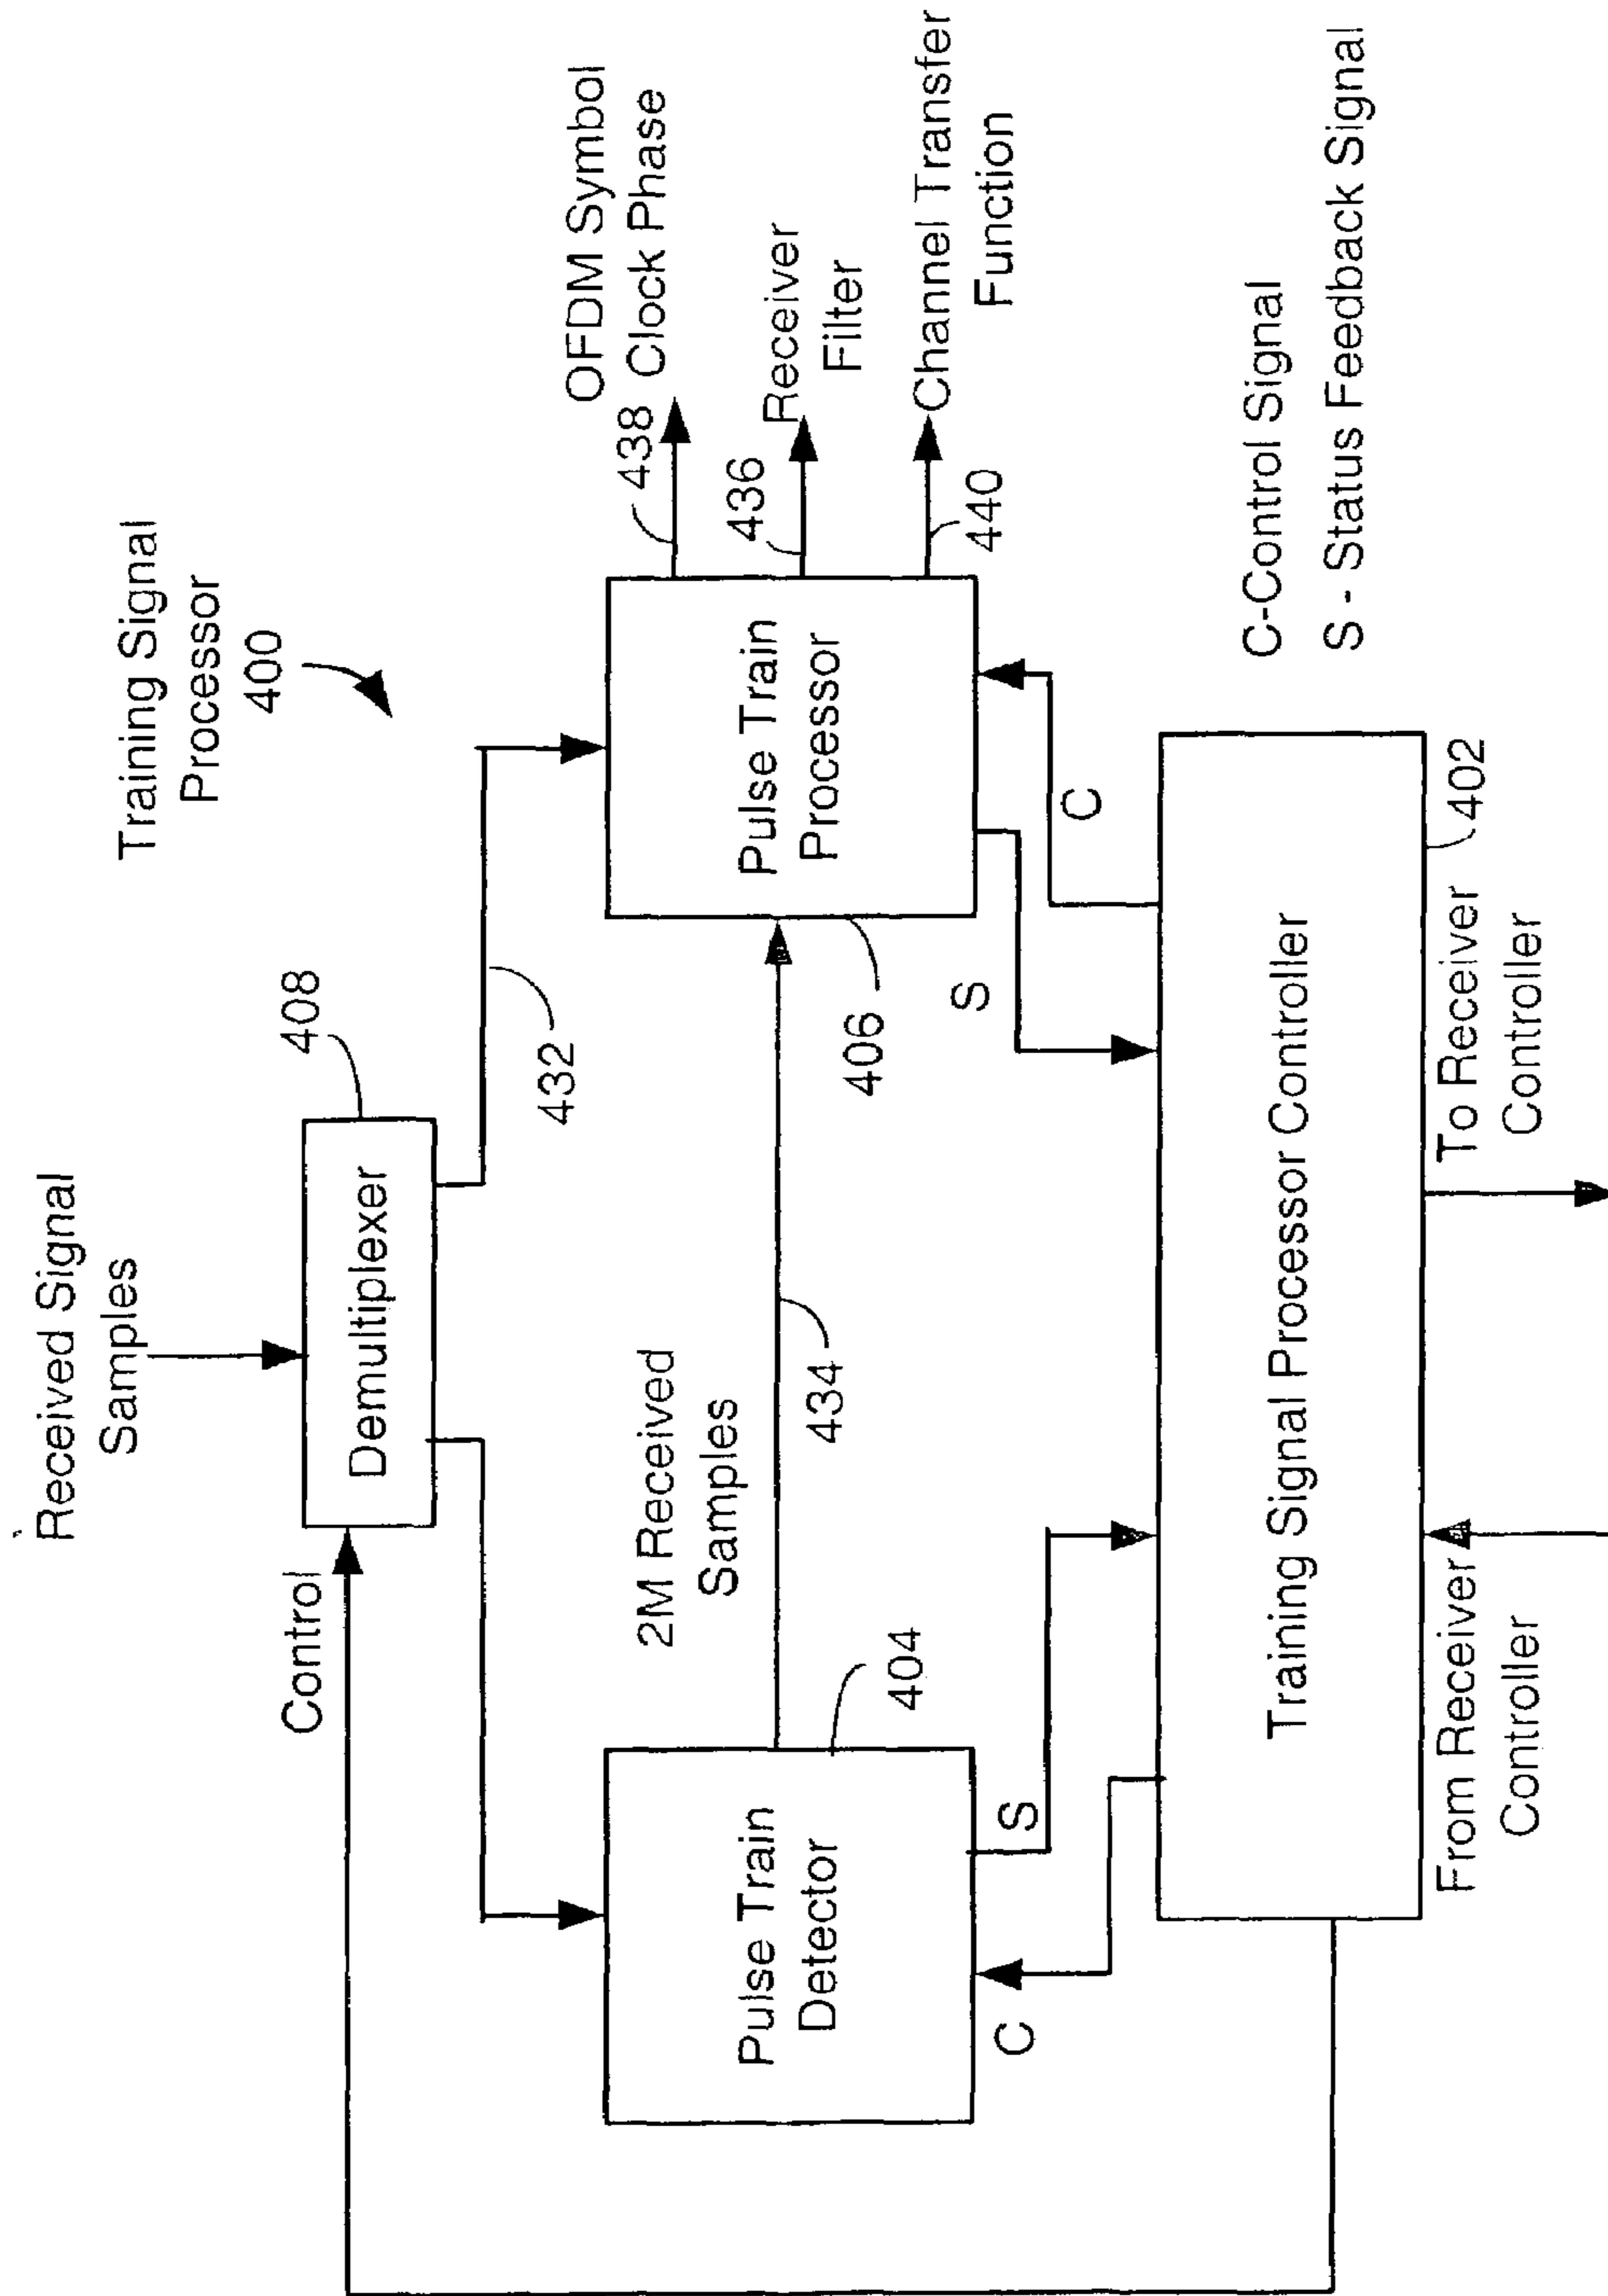 Training Signal
Processor
400
Received Signal
Samples
408
Demultiplexer
Control
432
OFDM Symbol
Clock Phase
438
Receiver
Filter
436
Channel Transfer
Function
440
2M Received
Samples
434
Pulse Train
Detector
404
Pulse Train
Processor
406
C
S
S
C
Training Signal Processor Controller
402
From Receiver
Controller
To Receiver
Controller
C-Control Signal
S - Status Feedback Signal